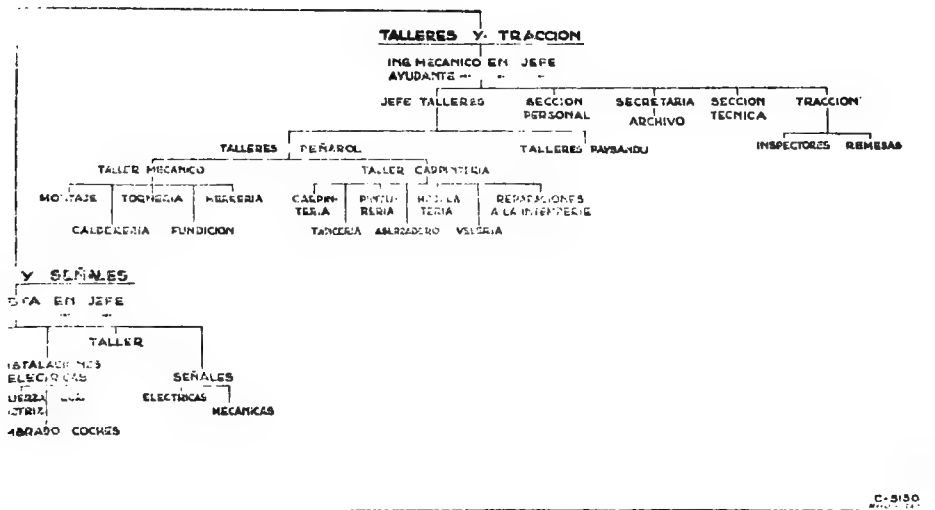 TALLERES Y TRACCION
ING MECANICO EN JEFE
AYUDANTE " " "
JEFE TALLERES
SECCION PERSONAL
SECRETARIA
ARCHIVO
SECCION TECNICA
TRACCION
INSPECTORES REMESAS
TALLERES PEÑAROL
TALLERES PAYSANDU
TALLER MECANICO
TALLER CARPINTERIA
MONTAJE TORNERIA HERRERIA
CALDERERIA FUNDICION
CARPIN-
TERIA
REPARACIONES
A LA INTEMPERIE
TAPICERIA ASERRADERO VELERIA
Y SEÑALES
EN JEFE
TALLER
ELECTRICAS
SEÑALES
ELECTRICAS
MECANICAS
COCHES
C-5130